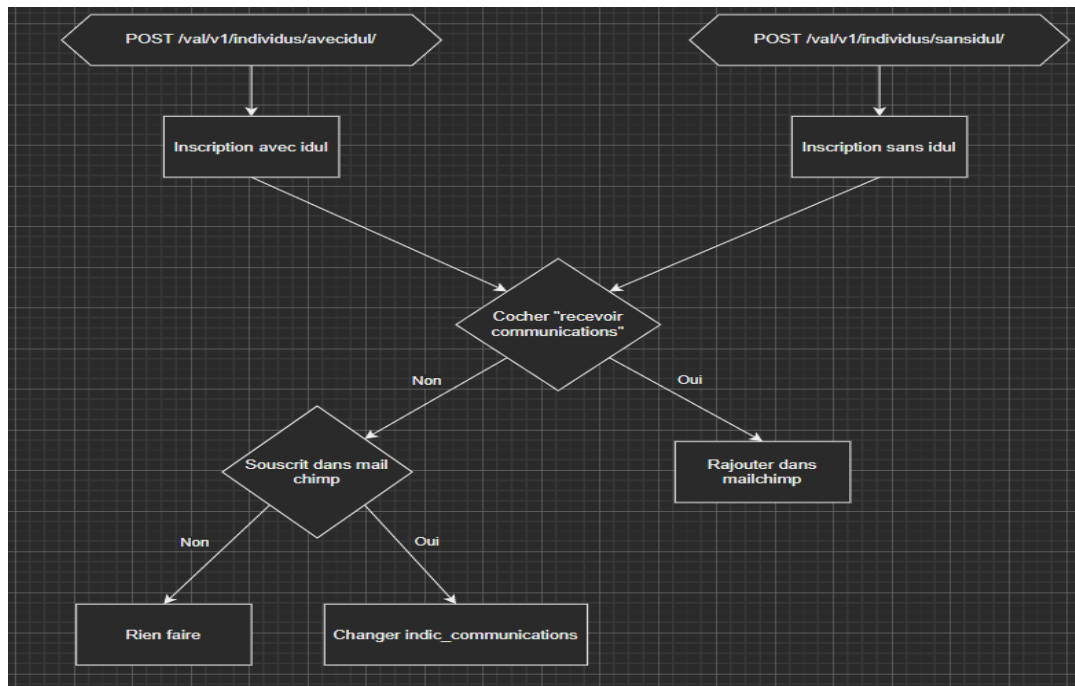 POST /val/v1/individus/avecidul/
POST /val/v1/individus/sansidul/
Inscription avec idul
Inscription sans idul
Cocher "recevoir
communications"
Non
Oui
Souscrit dans mail
chimp
Rajouter dans
mailchimp
Non
Oui
Rien faire
Changer indic_communications